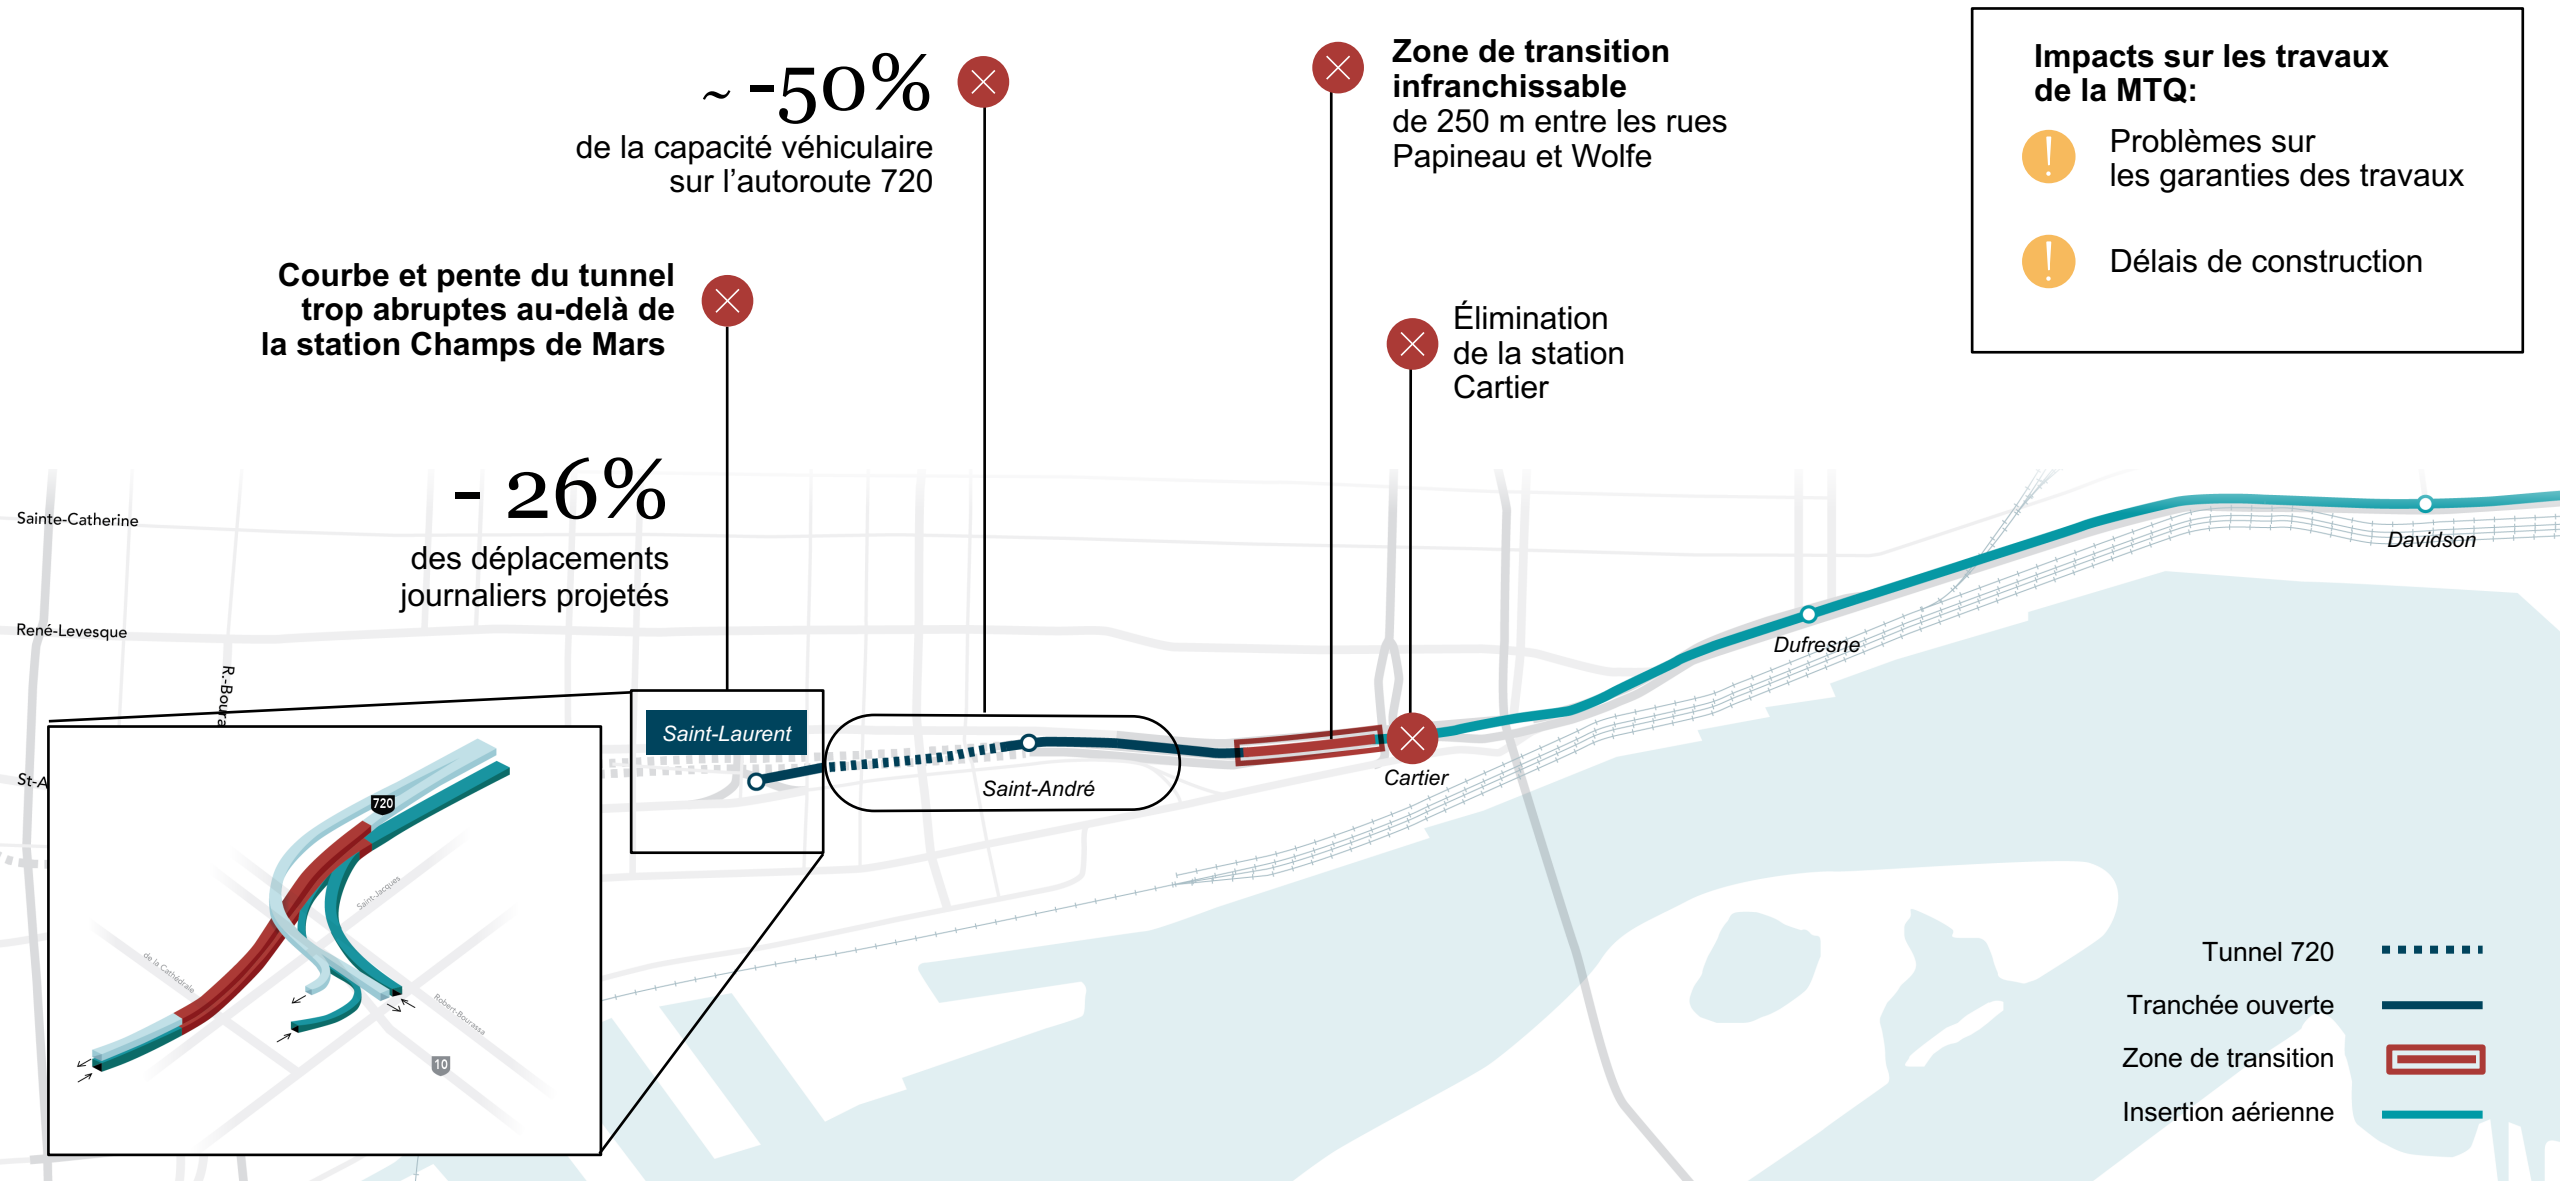 ~ -50%
de la capacité véhiculaire
sur l’autoroute 720
Zone de transition
infranchissable
de 250 m entre les rues
Papineau et Wolfe
Impacts sur les travaux
de la MTQ:
Problèmes sur
les garanties des travaux
Délais de construction
Courbe et pente du tunnel
trop abruptes au-delà de
la station Champs de Mars
Élimination
de la station
Cartier
- 26%
des déplacements
journaliers projetés
Sainte-Catherine
René-Levesque
R.-Boura
St-A
Saint-Laurent
Saint-André
Cartier
Dufresne
Davidson
720
Saint-Jacques
de la Cathédrale
Robert-Bourassa
10
Tunnel 720
Tranchée ouverte
Zone de transition
Insertion aérienne